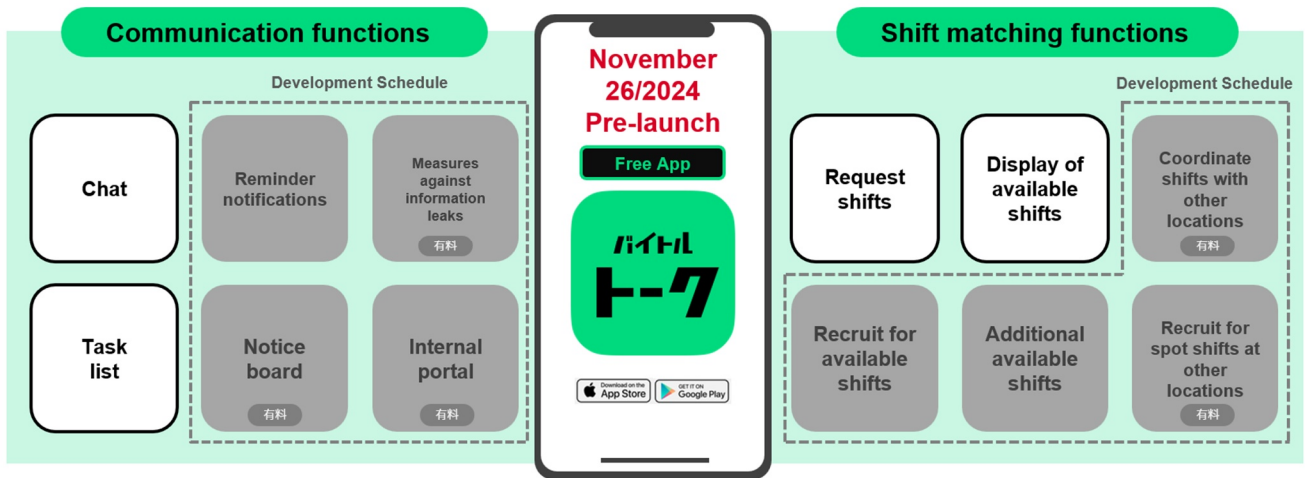 Communication functions
Development Schedule
Chat
Reminder
notifications
Measures
against
information
leaks
有料
Task
list
Notice
board
有料
Internal
portal
有料
November
26/2024
Pre-launch
Free App
バイトル
トーク
Download on the
App Store
GET IT ON
Google Play
Shift matching functions
Development Schedule
Request
shifts
Display of
available
shifts
Coordinate
shifts with
other
locations
有料
Recruit for
available
shifts
Additional
available
shifts
Recruit for
spot shifts at
other
locations
有料